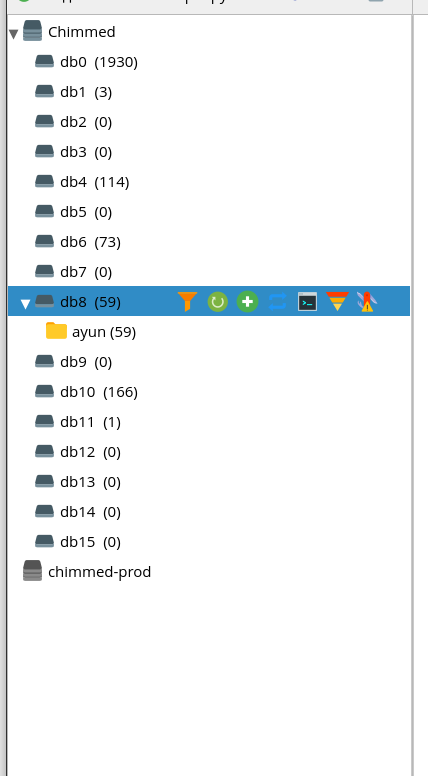 Chimmed
db0 (1930)
db1 (3)
db2 (0)
db3 (0)
db4 (114)
db5 (0)
db6 (73)
db7 (0)
db8 (59)
ayun (59)
db9 (0)
db10 (166)
db11 (1)
db12 (0)
db13 (0)
db14 (0)
db15 (0)
chimmed-prod